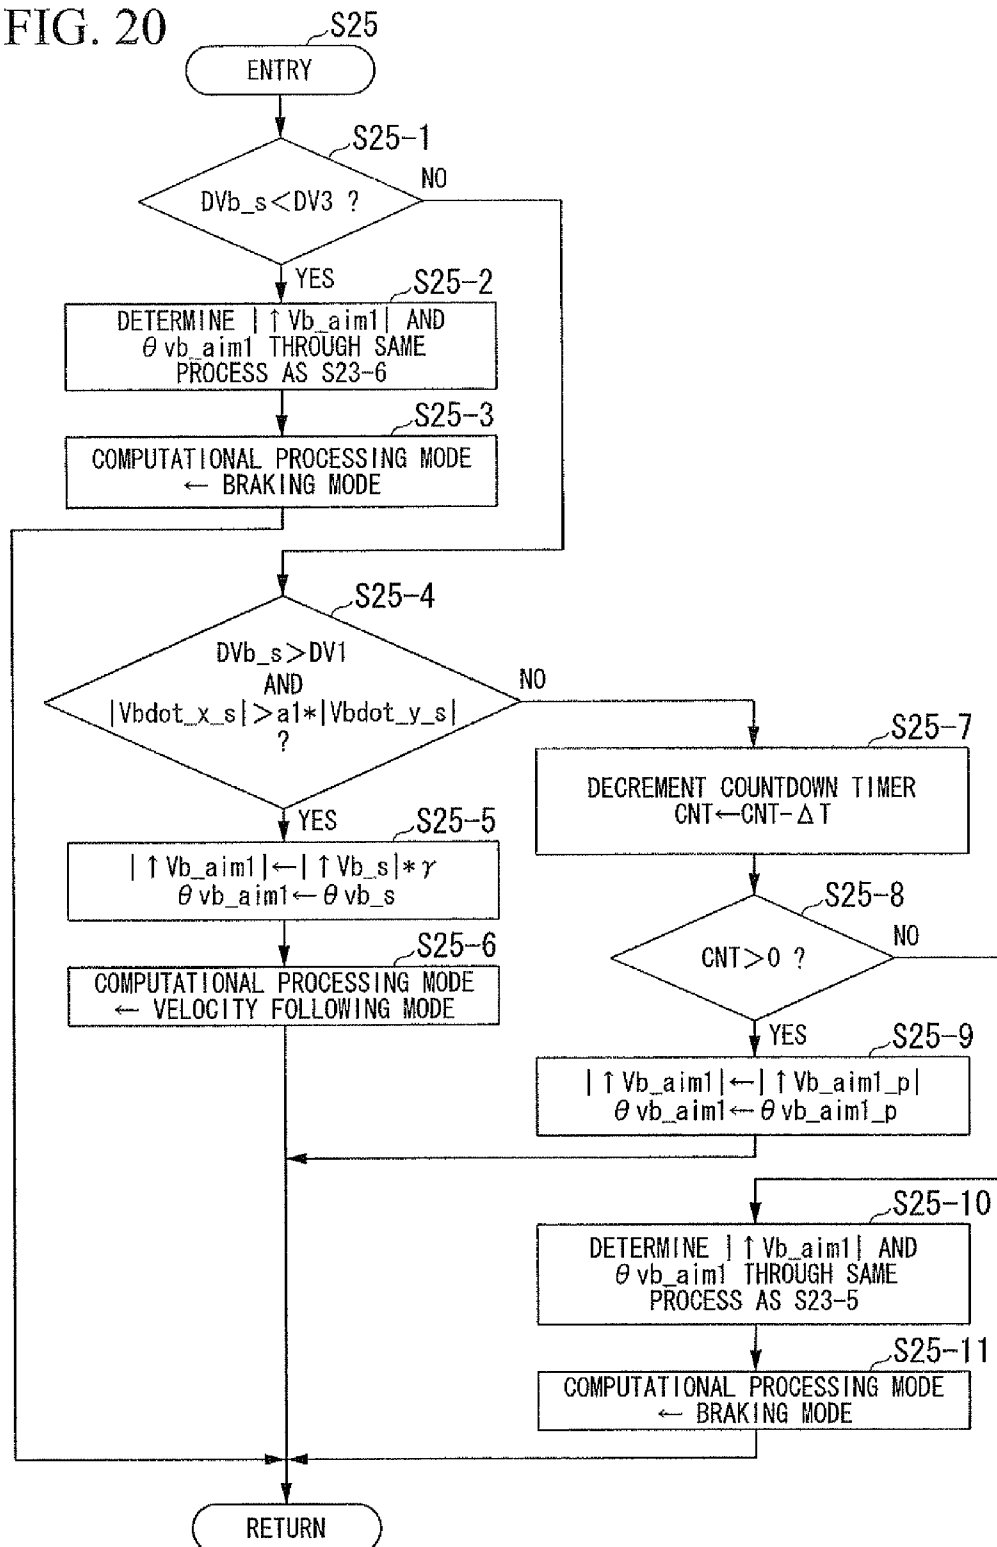 FIG. 20
S25
ENTRY
S25-1
DVb_s<DV3 ?
NO
YES
S25-2
DETERMINE |↑Vb_aim1| AND
θvb_aim1 THROUGH SAME
PROCESS AS S23-6
S25-3
COMPUTATIONAL PROCESSING MODE
← BRAKING MODE
S25-4
DVb_s>DV1
AND
|Vbdot_x_s|>a1*|Vbdot_y_s|
?
NO
YES
S25-5
|↑Vb_aim1|←|↑Vb_s|*γ
θvb_aim1←θvb_s
S25-6
COMPUTATIONAL PROCESSING MODE
← VELOCITY FOLLOWING MODE
S25-7
DECREMENT COUNTDOWN TIMER
CNT←CNT-ΔT
S25-8
CNT>0 ?
NO
YES
S25-9
|↑Vb_aim1|←|↑Vb_aim1_p|
θvb_aim1←θvb_aim1_p
S25-10
DETERMINE |↑Vb_aim1| AND
θvb_aim1 THROUGH SAME
PROCESS AS S23-5
S25-11
COMPUTATIONAL PROCESSING MODE
← BRAKING MODE
RETURN